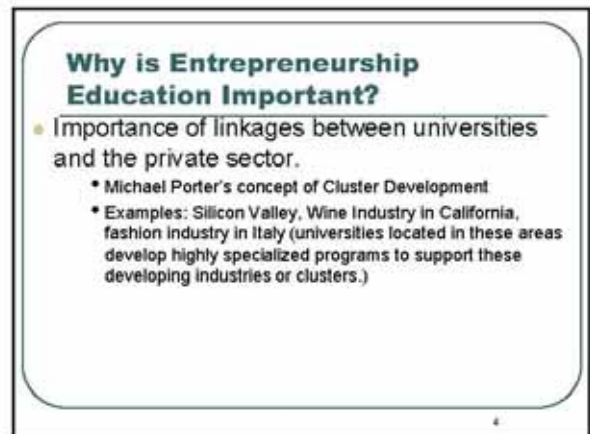 Why is Entrepreneurship
Education Important?
Importance of linkages between universities
and the private sector.
• Michael Porter's concept of Cluster Development
• Examples: Silicon Valley, Wine Industry in California,
fashion industry in Italy (universities located in these areas
develop highly specialized programs to support these
developing industries or clusters.)
4